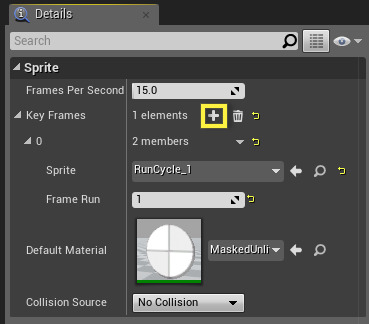 Details
Search
Sprite
Frames Per Second 15.0
Key Frames 1 elements
0 2 members
Sprite RunCycle_1
Frame Run 1
Default Material MaskedUnli
Collision Source No Collision